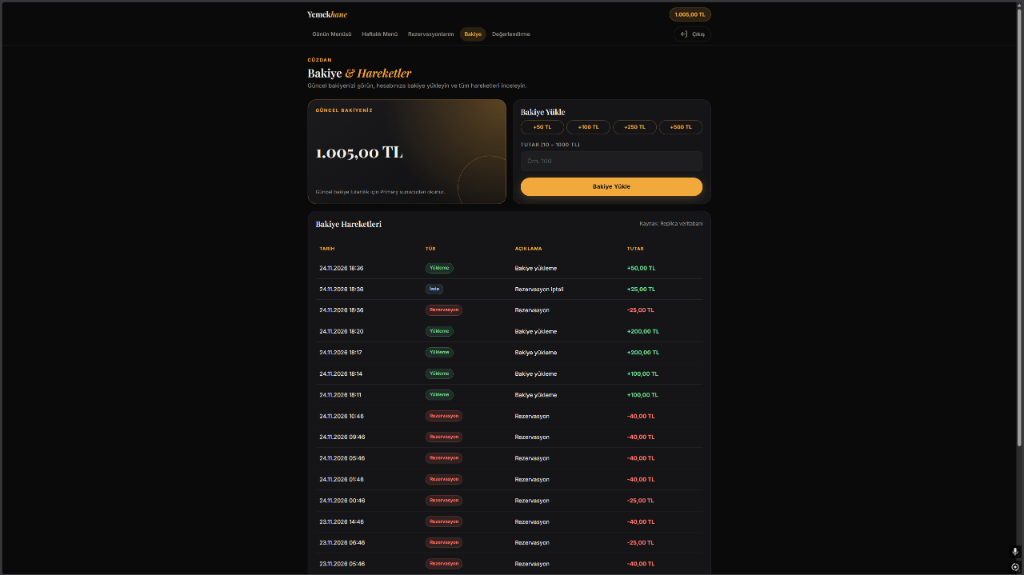 Yemekhane
1.005,00 TL
Günün Menüsü Haftalık Menü Rezervasyonlarım Bakiye Değerlendirme
Çıkış
CÜZDAN
Bakiye & Hareketler
Güncel bakiyenizi görün, hesabınıza bakiye yükleyin ve tüm hareketleri inceleyin.
GÜNCEL BAKİYENİZ
1.005,00 TL
Güncel bakiye tutarlılık için Primary sunucudan okunur.
Bakiye Yükle
+50 TL +100 TL +250 TL +500 TL
TUTAR (10 – 1000 TL)
Örn. 100
Bakiye Yükle
Bakiye Hareketleri
Kaynak: Replica veritabanı
TARİH TÜR AÇIKLAMA TUTAR
24.11.2026 18:36 Yükleme Bakiye yükleme +50,00 TL
24.11.2026 18:36 İade Rezervasyon iptali +25,00 TL
24.11.2026 18:36 Rezervasyon Rezervasyon -25,00 TL
24.11.2026 18:20 Yükleme Bakiye yükleme +200,00 TL
24.11.2026 18:17 Yükleme Bakiye yükleme +200,00 TL
24.11.2026 18:14 Yükleme Bakiye yükleme +100,00 TL
24.11.2026 18:11 Yükleme Bakiye yükleme +100,00 TL
24.11.2026 10:46 Rezervasyon Rezervasyon -40,00 TL
24.11.2026 09:46 Rezervasyon Rezervasyon -40,00 TL
24.11.2026 05:46 Rezervasyon Rezervasyon -40,00 TL
24.11.2026 01:46 Rezervasyon Rezervasyon -40,00 TL
24.11.2026 00:46 Rezervasyon Rezervasyon -25,00 TL
23.11.2026 14:46 Rezervasyon Rezervasyon -40,00 TL
23.11.2026 06:46 Rezervasyon Rezervasyon -25,00 TL
23.11.2026 05:46 Rezervasyon Rezervasyon -40,00 TL